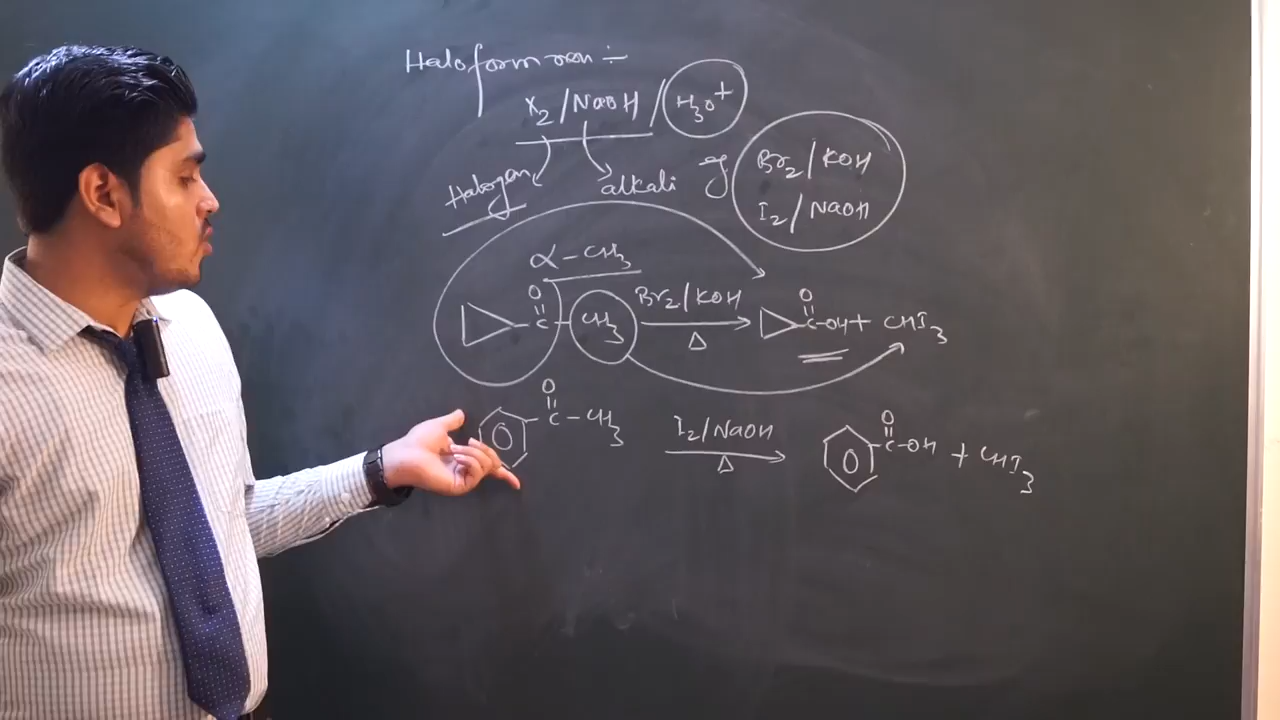 Haloform rxn ÷
X2/NaOH/H3O+
Halogen alkali eg Br2/KOH
I2/NaOH
α-CH3
O O
|| Br2/KOH ||
C-CH3 Δ C-OH + CHI3
O O
|| I2/NaOH ||
C-CH3 Δ C-OH + CHI3